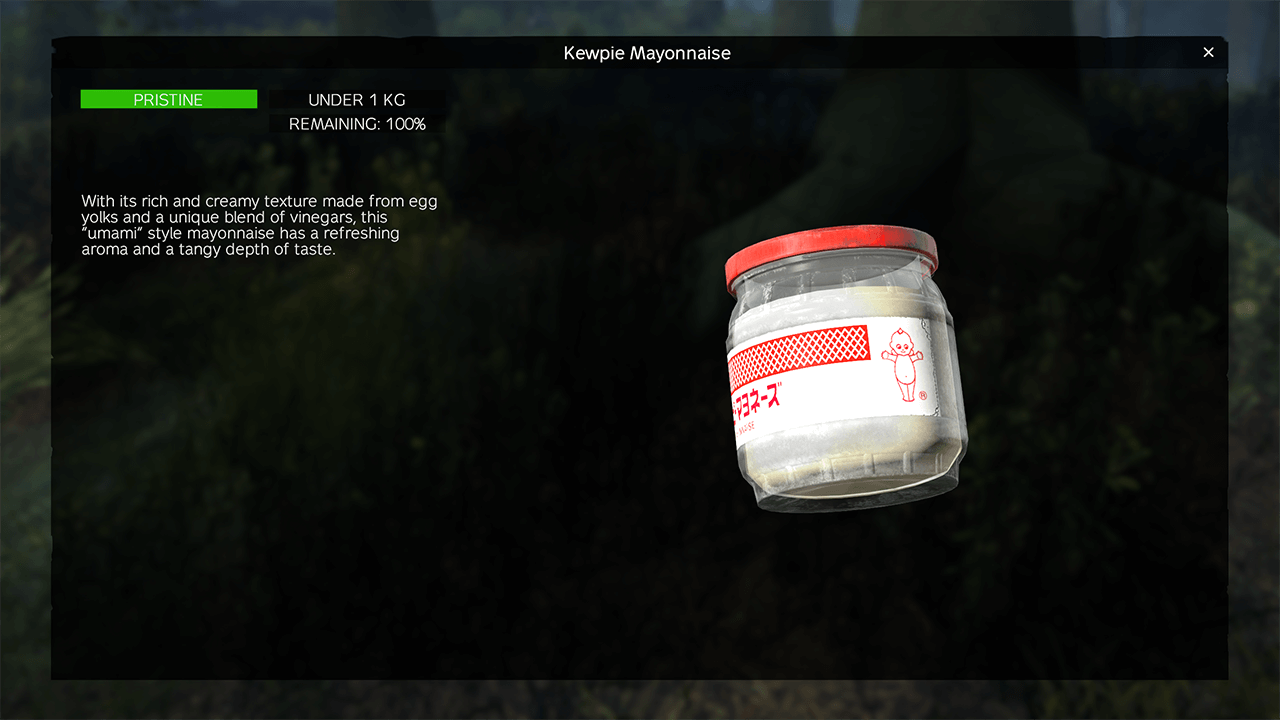 Kewpie Mayonnaise
×
PRISTINE
UNDER 1 KG
REMAINING: 100%
With its rich and creamy texture made from egg
yolks and a unique blend of vinegars, this
"umami" style mayonnaise has a refreshing
aroma and a tangy depth of taste.
マヨネーズ
®